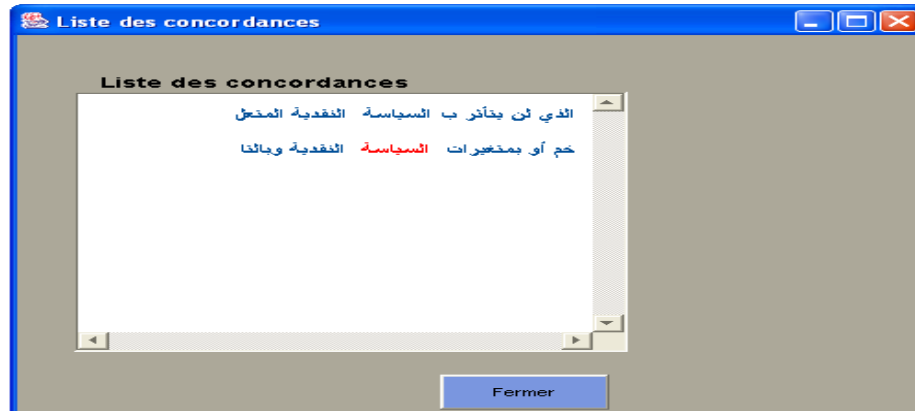 Liste des concordances
Liste des concordances
الذي لن يتأثر ب السياسة النقدية المتعل
خم أو بمتغيرات السياسة النقدية وبالتا
Fermer